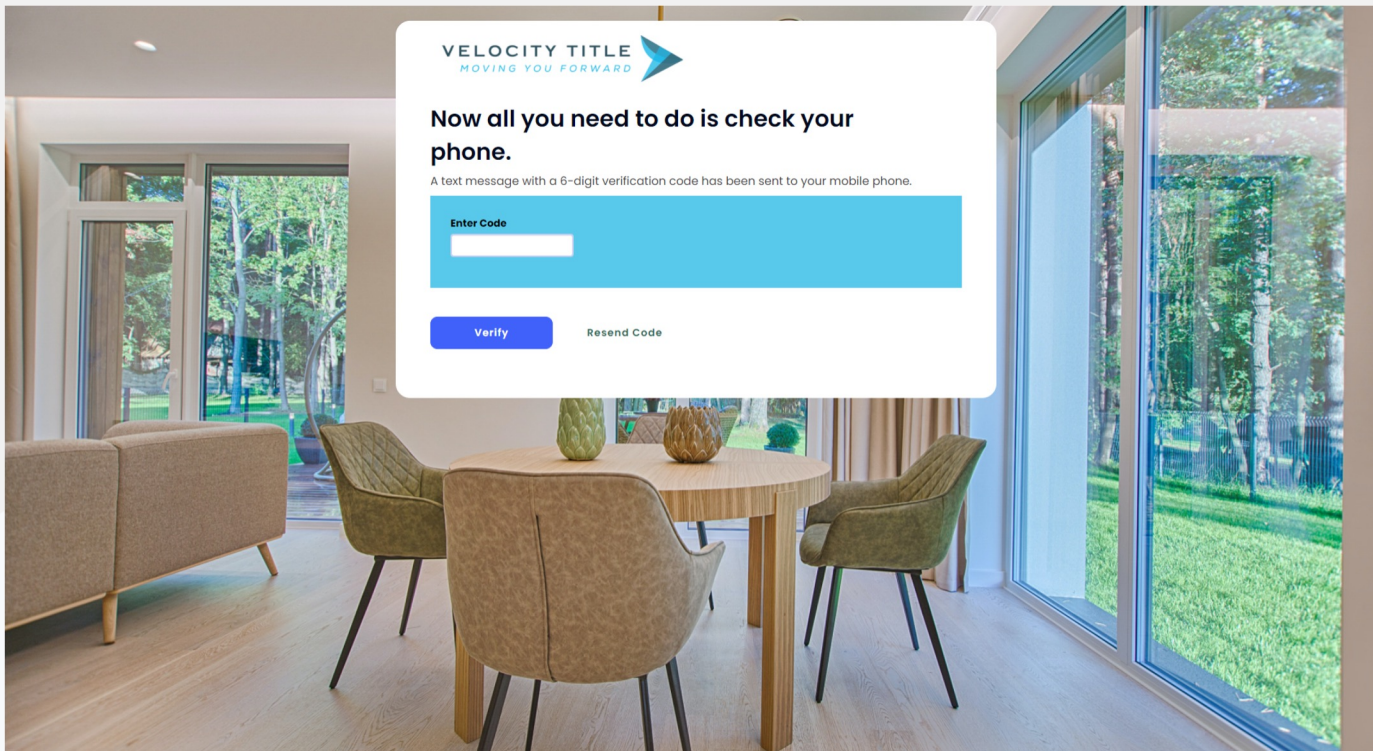 VELOCITY TITLE
MOVING YOU FORWARD
Now all you need to do is check your
phone.
A text message with a 6-digit verification code has been sent to your mobile phone.
Enter Code
Verify
Resend Code